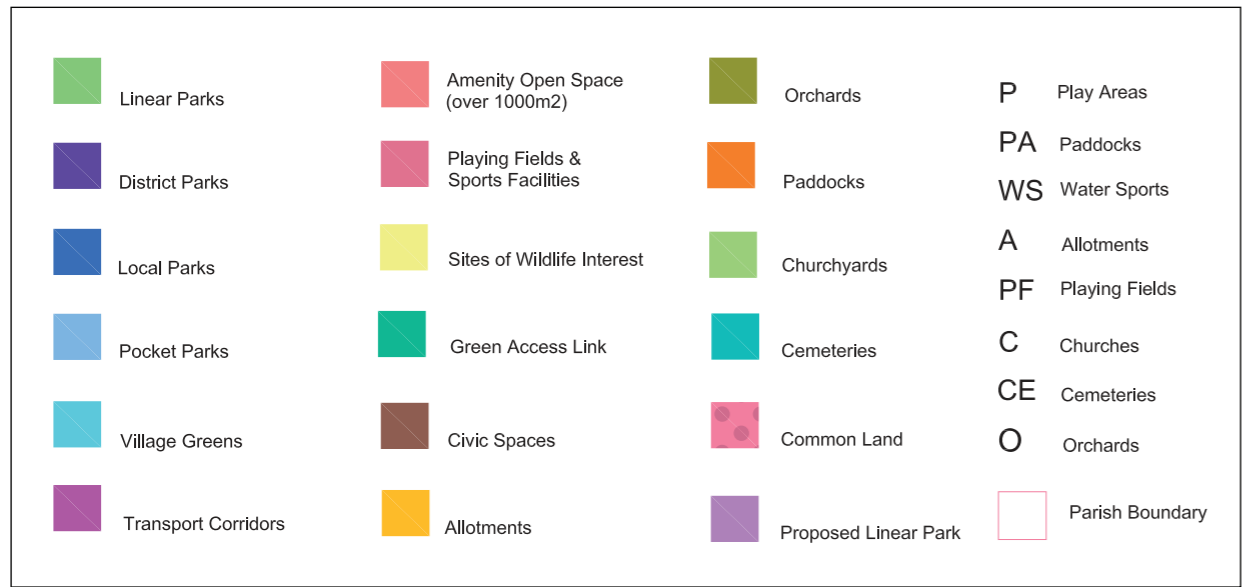 Linear Parks
District Parks
Local Parks
Pocket Parks
Village Greens
Transport Corridors
Amenity Open Space
(over 1000m2)
Playing Fields &
Sports Facilities
Sites of Wildlife Interest
Green Access Link
Civic Spaces
Allotments
Orchards
Paddocks
Churchyards
Cemeteries
Common Land
Proposed Linear Park
P Play Areas
PA Paddocks
WS Water Sports
A Allotments
PF Playing Fields
C Churches
CE Cemeteries
O Orchards
Parish Boundary